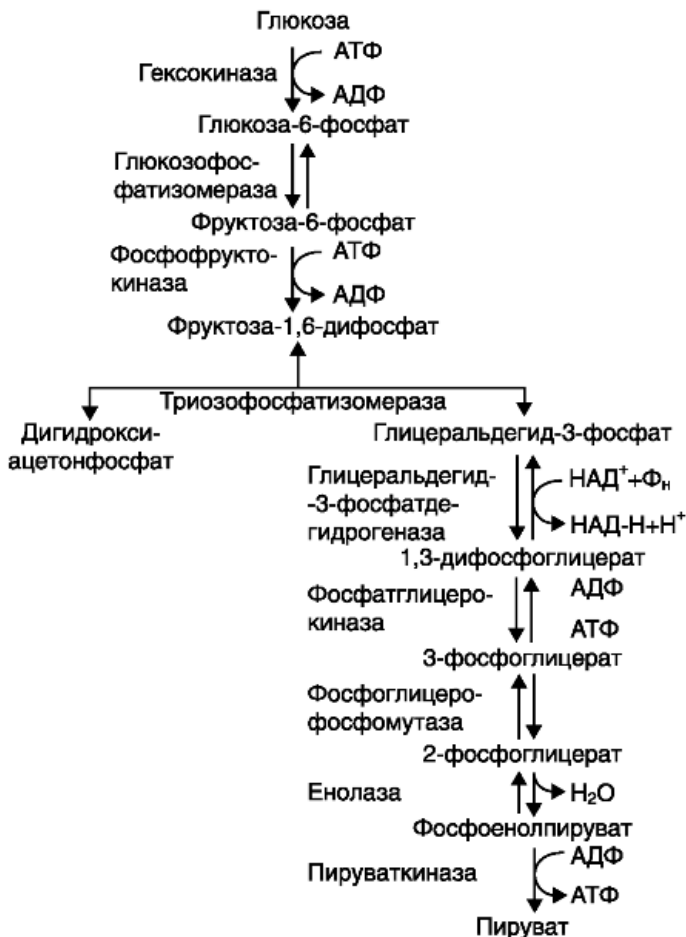 Глюкоза
АТФ
Гексокиназа
АДФ
Глюкоза-6-фосфат
Глюкозофос-
фатизомераза
Фруктоза-6-фосфат
Фосфофрукто-
киназа
АТФ
АДФ
Фруктоза-1,6-дифосфат
Триозофосфатизомераза
Дигидрокси-
ацетонфосфат
Глицеральдегид-3-фосфат
Глицеральдегид-
-3-фосфатде-
гидрогеназа
НАД⁺+Фн
НАД-Н+Н⁺
1,3-дифосфоглицерат
Фосфатглицеро-
киназа
АДФ
АТФ
3-фосфоглицерат
Фосфоглицеро-
фосфомутаза
2-фосфоглицерат
Енолаза
H₂O
Фосфоенолпируват
Пируваткиназа
АДФ
АТФ
Пируват